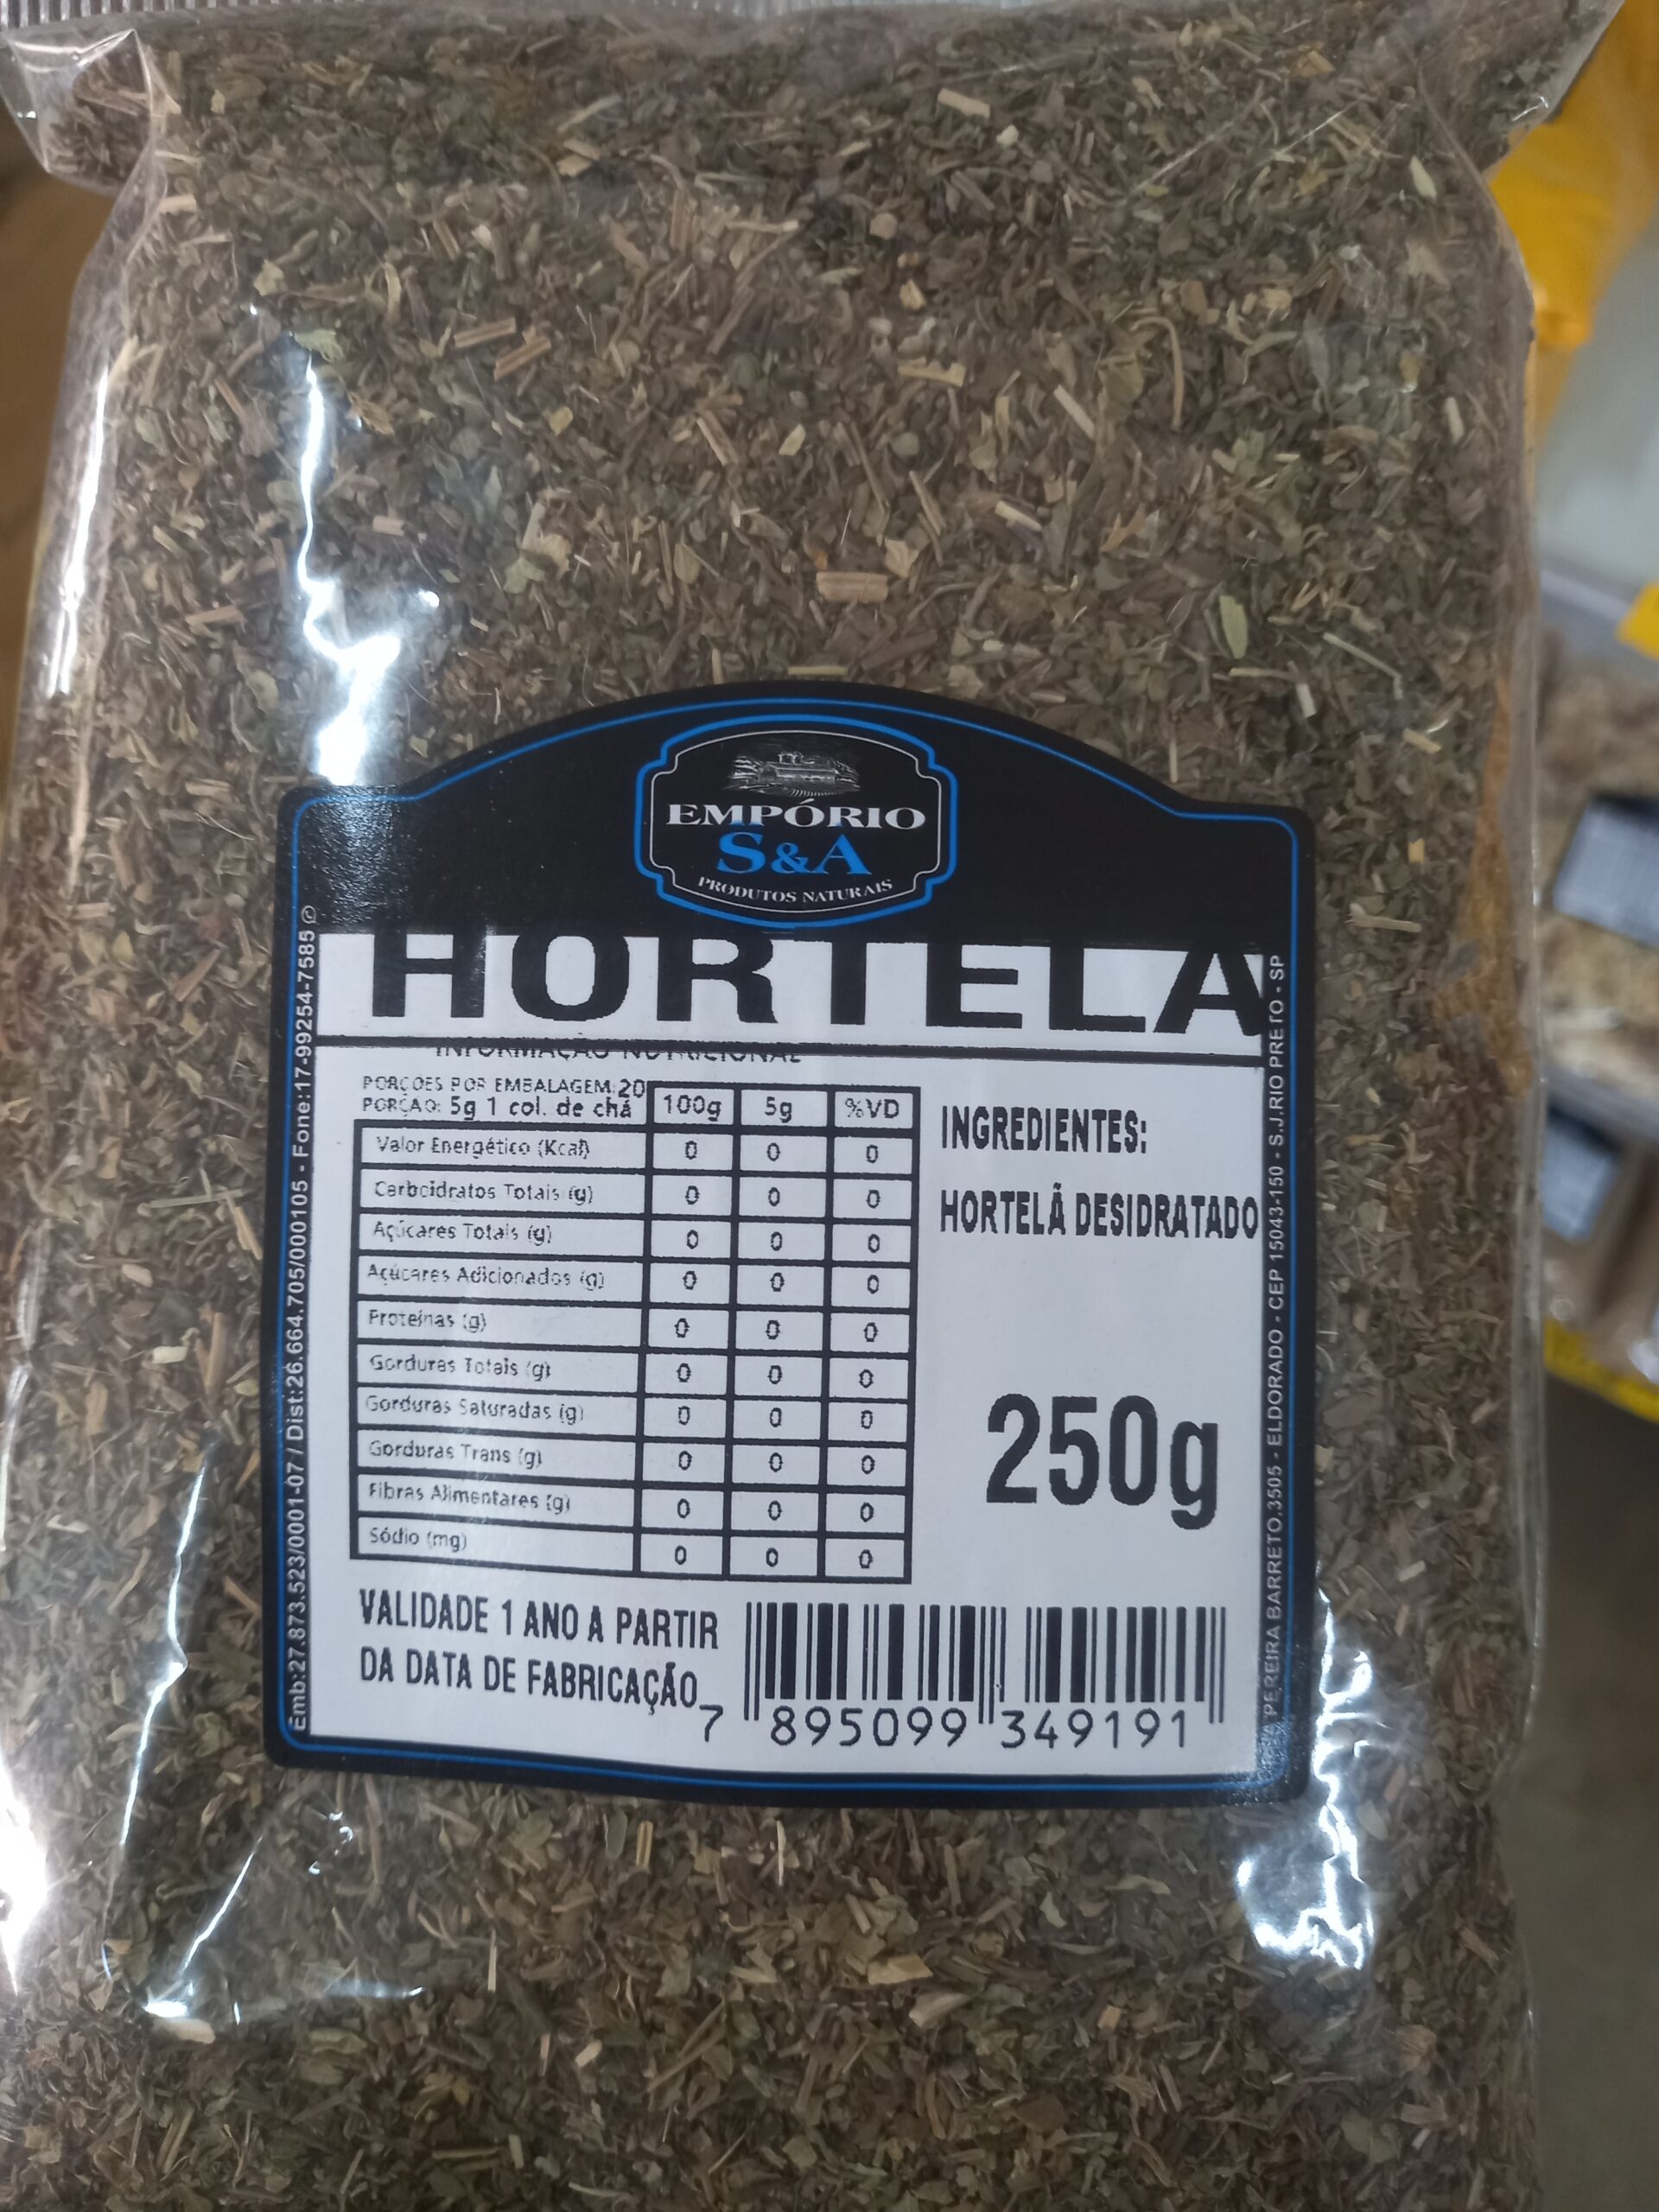 EMPÓRIO
S&A
PRODUTOS NATURAIS
HORTELA
INFORMAÇÃO NUTRICIONAL
PORÇOES POR EMBALAGEM:20
PORÇAO: 5g 1 col. de chá
100g 5g %VD
Valor Energético (Kcal) 0 0 0
Carboidratos Totais (g) 0 0 0
Açúcares Totais (g) 0 0 0
Açúcares Adicionados (g) 0 0 0
Proteínas (g) 0 0 0
Gorduras Totais (g) 0 0 0
Gorduras Saturadas (g) 0 0 0
Gorduras Trans (g) 0 0 0
Fibras Alimentares (g) 0 0 0
Sódio (mg) 0 0 0
INGREDIENTES:
HORTELÃ DESIDRATADO
250g
VALIDADE 1 ANO A PARTIR
DA DATA DE FABRICAÇÃO
7 895099 349191
Emb:27.873.523/0001-07 / Dist:26.664.705/000105 - Fone:17-99254-7585
PEREIRA BARRETO,3505 - ELDORADO - CEP 15043-150 - S.J.RIO PRETO - SP